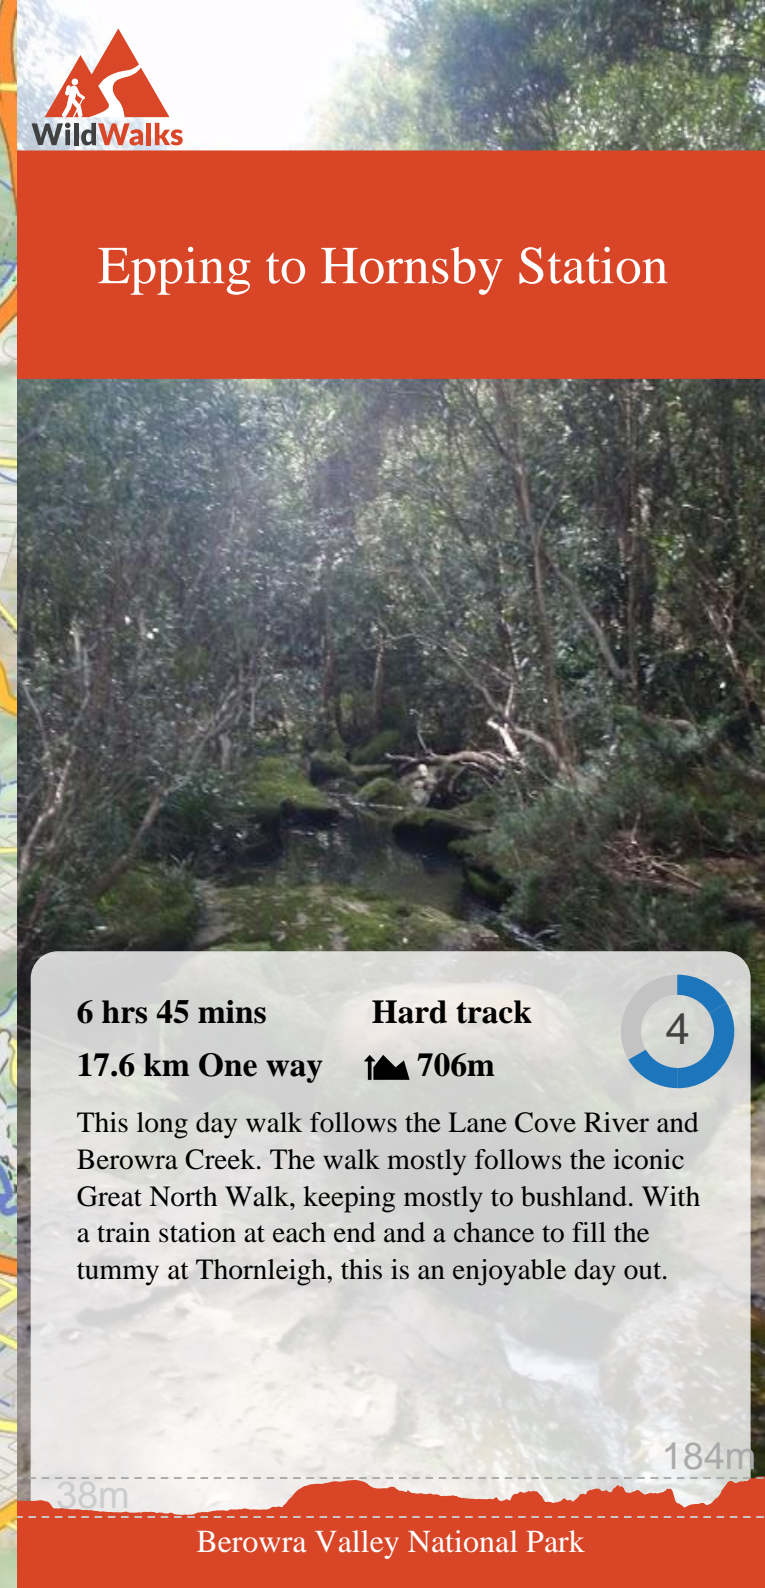 WildWalks
Epping to Hornsby Station
6 hrs 45 mins
Hard track
4
17.6 km One way
706m
This long day walk follows the Lane Cove River and
Berowra Creek. The walk mostly follows the iconic
Great North Walk, keeping mostly to bushland. With
a train station at each end and a chance to fill the
tummy at Thornleigh, this is an enjoyable day out.
184m
38m
Berowra Valley National Park